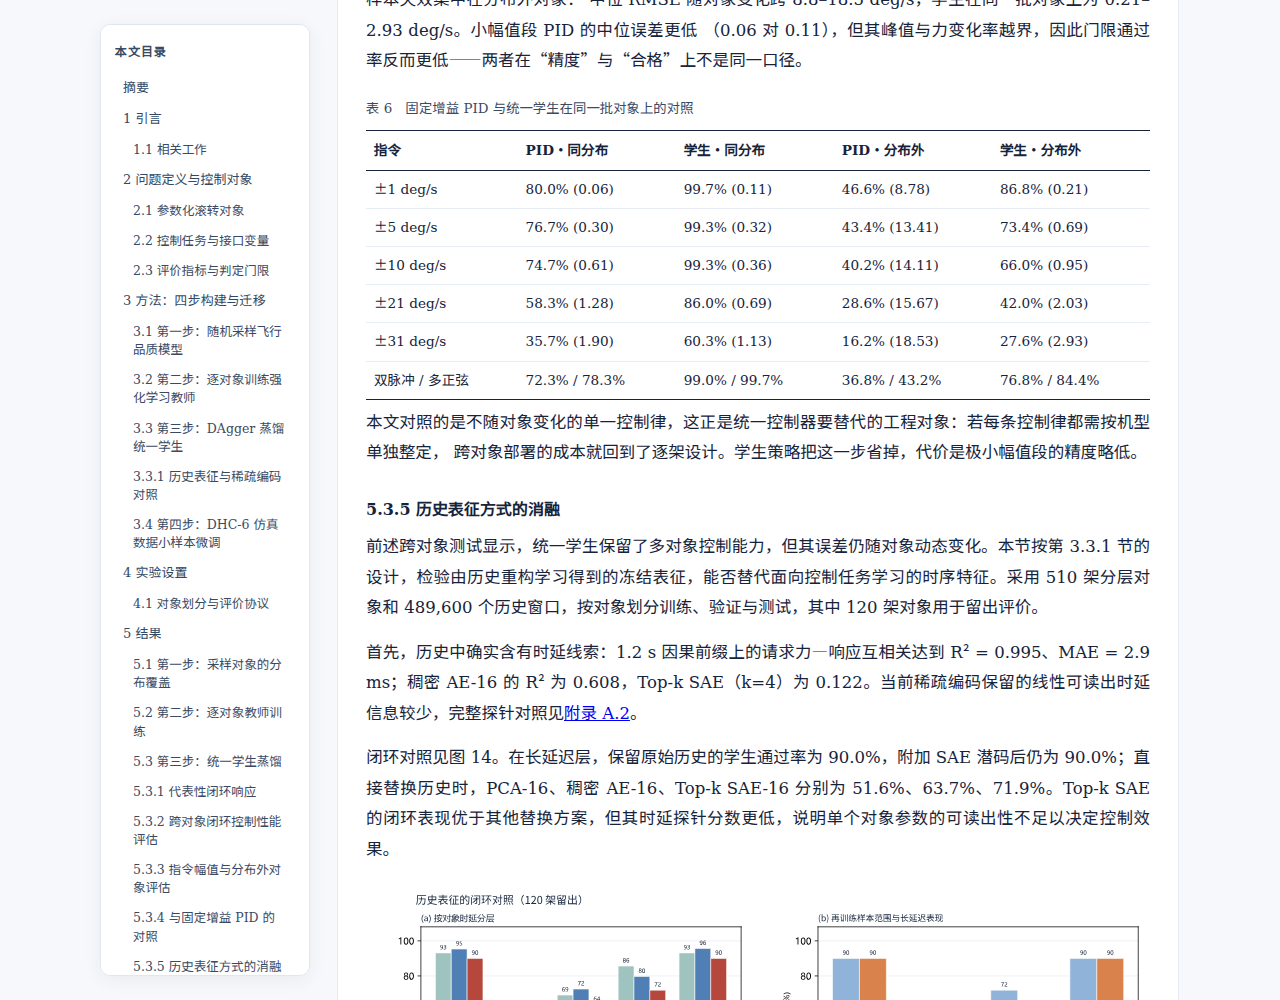 本文目录
摘要
1 引言
1.1 相关工作
2 问题定义与控制对象
2.1 参数化滚转对象
2.2 控制任务与接口变量
2.3 评价指标与判定门限
3 方法：四步构建与迁移
3.1 第一步：随机采样飞行
品质模型
3.2 第二步：逐对象训练强
化学习教师
3.3 第三步：DAgger 蒸馏
统一学生
3.3.1 历史表征与稀疏编码
对照
3.4 第四步：DHC-6 仿真
数据小样本微调
4 实验设置
4.1 对象划分与评价协议
5 结果
5.1 第一步：采样对象的分
布覆盖
5.2 第二步：逐对象教师训
练
5.3 第三步：统一学生蒸馏
5.3.1 代表性闭环响应
5.3.2 跨对象闭环控制性能
评估
5.3.3 指令幅值与分布外对
象评估
5.3.4 与固定增益 PID 的
对照
5.3.5 历史表征方式的消融
2.93 deg/s。小幅值段 PID 的中位误差更低 （0.06 对 0.11），但其峰值与力变化率越界，因此门限通过
率反而更低——两者在“精度”与“合格”上不是同一口径。
表 6 固定增益 PID 与统一学生在同一批对象上的对照
指令 PID・同分布 学生・同分布 PID・分布外 学生・分布外
±1 deg/s 80.0% (0.06) 99.7% (0.11) 46.6% (8.78) 86.8% (0.21)
±5 deg/s 76.7% (0.30) 99.3% (0.32) 43.4% (13.41) 73.4% (0.69)
±10 deg/s 74.7% (0.61) 99.3% (0.36) 40.2% (14.11) 66.0% (0.95)
±21 deg/s 58.3% (1.28) 86.0% (0.69) 28.6% (15.67) 42.0% (2.03)
±31 deg/s 35.7% (1.90) 60.3% (1.13) 16.2% (18.53) 27.6% (2.93)
双脉冲 / 多正弦 72.3% / 78.3% 99.0% / 99.7% 36.8% / 43.2% 76.8% / 84.4%
本文对照的是不随对象变化的单一控制律，这正是统一控制器要替代的工程对象：若每条控制律都需按机型
单独整定， 跨对象部署的成本就回到了逐架设计。学生策略把这一步省掉，代价是极小幅值段的精度略低。
5.3.5 历史表征方式的消融
前述跨对象测试显示，统一学生保留了多对象控制能力，但其误差仍随对象动态变化。本节按第 3.3.1 节的
设计，检验由历史重构学习得到的冻结表征，能否替代面向控制任务学习的时序特征。采用 510 架分层对
象和 489,600 个历史窗口，按对象划分训练、验证与测试，其中 120 架对象用于留出评价。
首先，历史中确实含有时延线索：1.2 s 因果前缀上的请求力—响应互相关达到 R² = 0.995、MAE = 2.9
ms；稠密 AE-16 的 R² 为 0.608，Top-k SAE（k=4）为 0.122。当前稀疏编码保留的线性可读出时延
信息较少，完整探针对照见附录 A.2。
闭环对照见图 14。在长延迟层，保留原始历史的学生通过率为 90.0%，附加 SAE 潜码后仍为 90.0%；直
接替换历史时，PCA-16、稠密 AE-16、Top-k SAE-16 分别为 51.6%、63.7%、71.9%。Top-k SAE
的闭环表现优于其他替换方案，但其时延探针分数更低，说明单个对象参数的可读出性不足以决定控制效
果。
历史表征的闭环对照（120 架留出）
(a) 按对象时延分层
100
80
93 95 90
69 72 64
86 80 72
93 96 90
(b) 再训练样本范围与长延迟表现
100
80
90 90
72
90 90